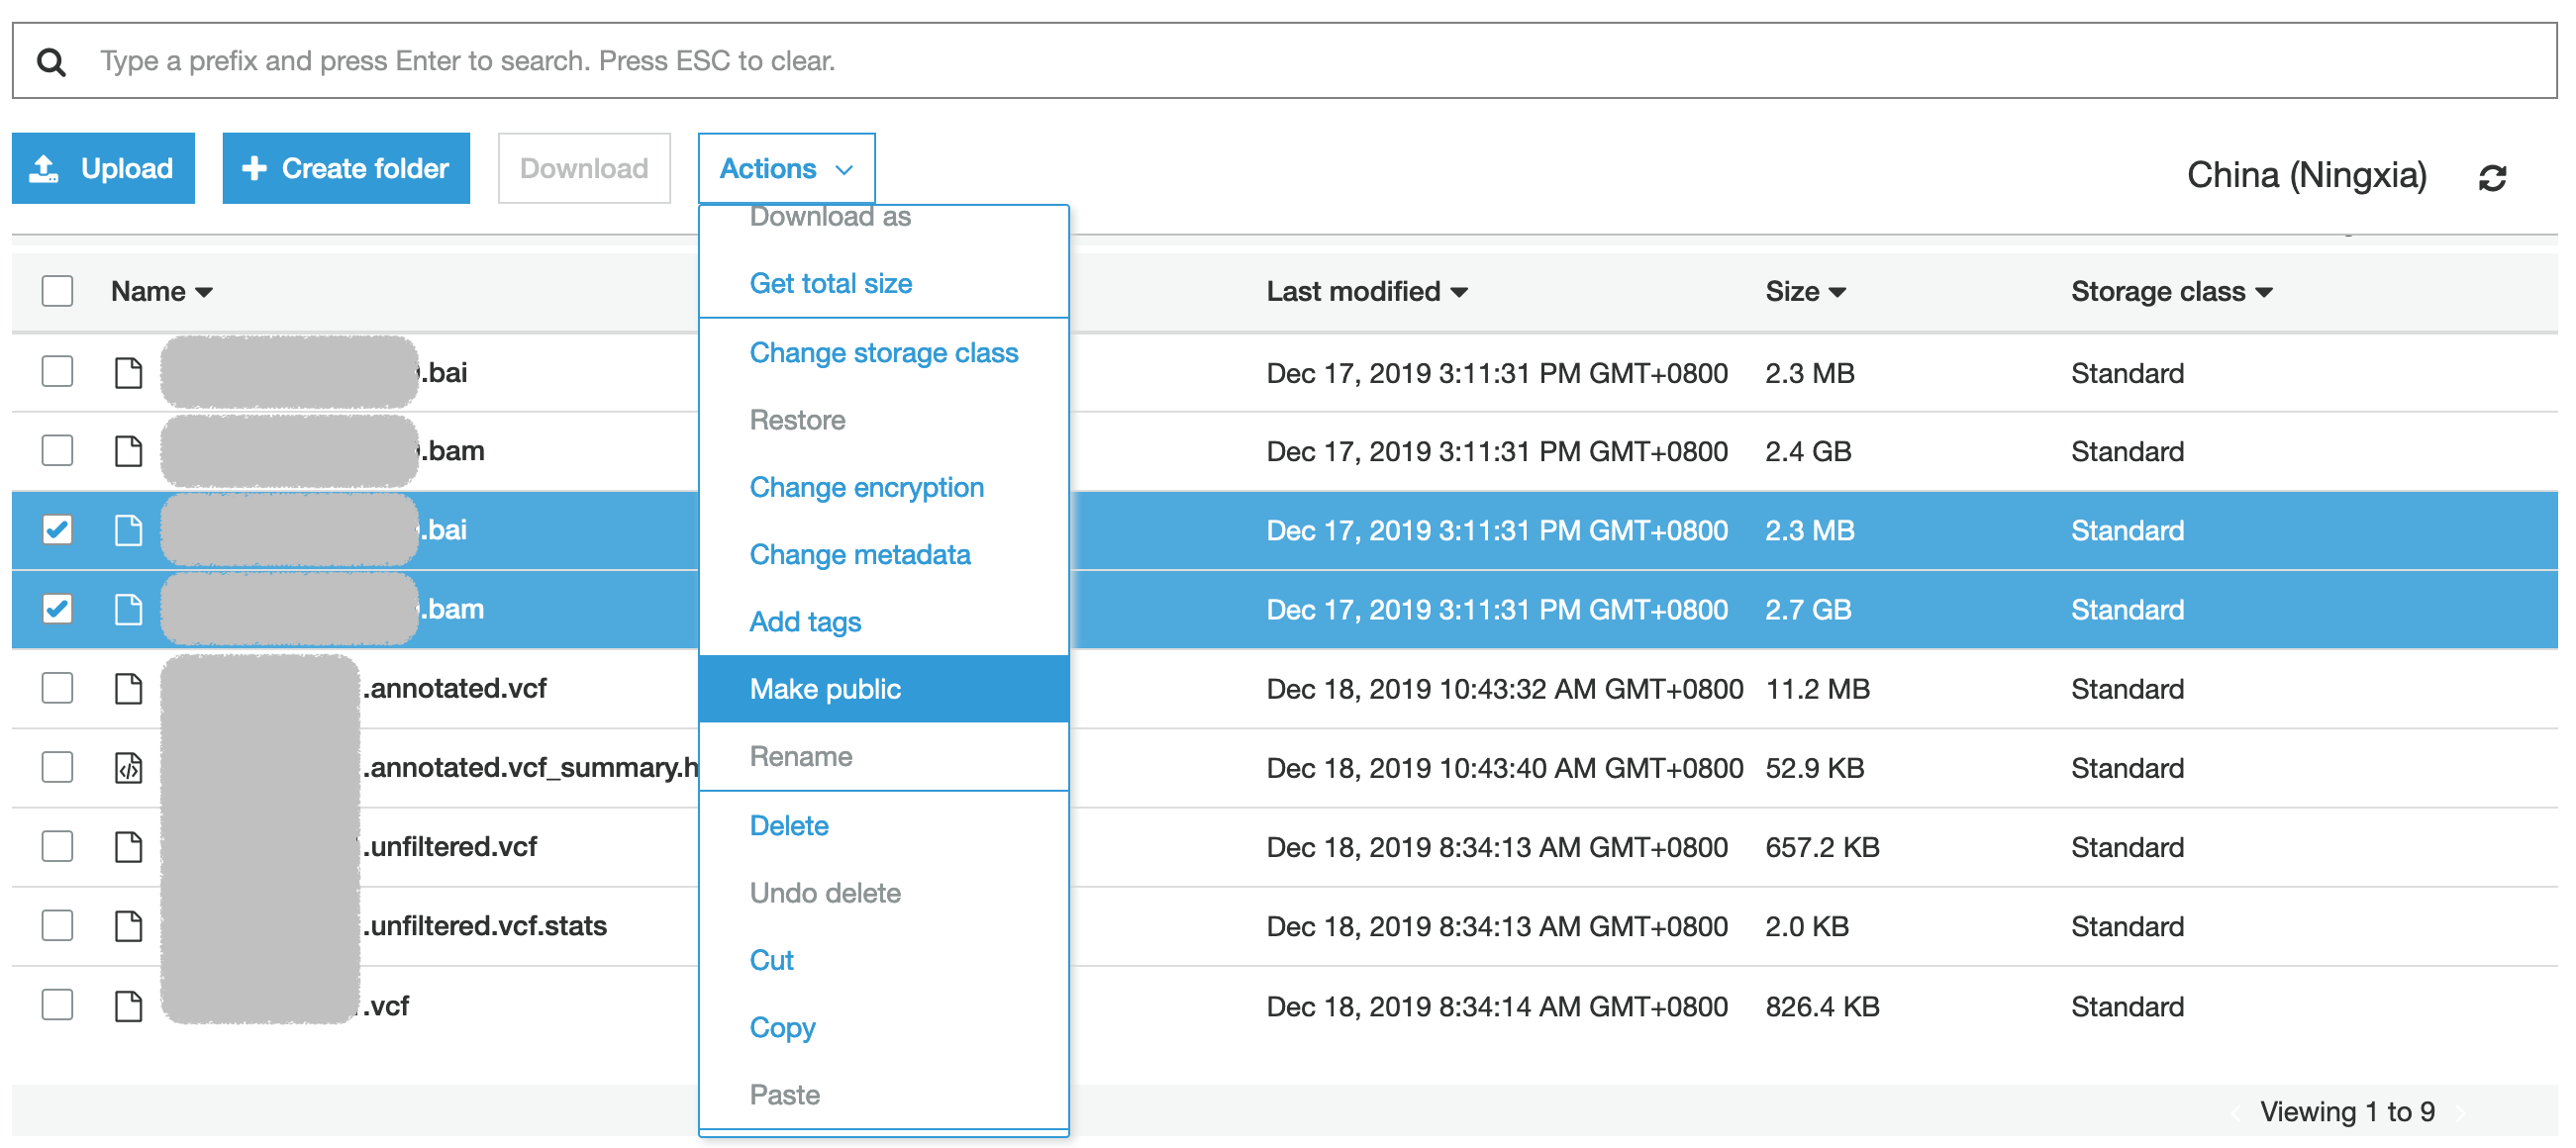 Type a prefix and press Enter to search. Press ESC to clear.
Upload
Create folder
Download
Actions
China (Ningxia)
Download as
Get total size
Change storage class
Restore
Change encryption
Change metadata
Add tags
Make public
Rename
Delete
Undo delete
Cut
Copy
Paste
Name Last modified Size Storage class
.bai Dec 17, 2019 3:11:31 PM GMT+0800 2.3 MB Standard
.bam Dec 17, 2019 3:11:31 PM GMT+0800 2.4 GB Standard
.bai Dec 17, 2019 3:11:31 PM GMT+0800 2.3 MB Standard
.bam Dec 17, 2019 3:11:31 PM GMT+0800 2.7 GB Standard
.annotated.vcf Dec 18, 2019 10:43:32 AM GMT+0800 11.2 MB Standard
.annotated.vcf_summary.h Dec 18, 2019 10:43:40 AM GMT+0800 52.9 KB Standard
.unfiltered.vcf Dec 18, 2019 8:34:13 AM GMT+0800 657.2 KB Standard
.unfiltered.vcf.stats Dec 18, 2019 8:34:13 AM GMT+0800 2.0 KB Standard
.vcf Dec 18, 2019 8:34:14 AM GMT+0800 826.4 KB Standard
Viewing 1 to 9